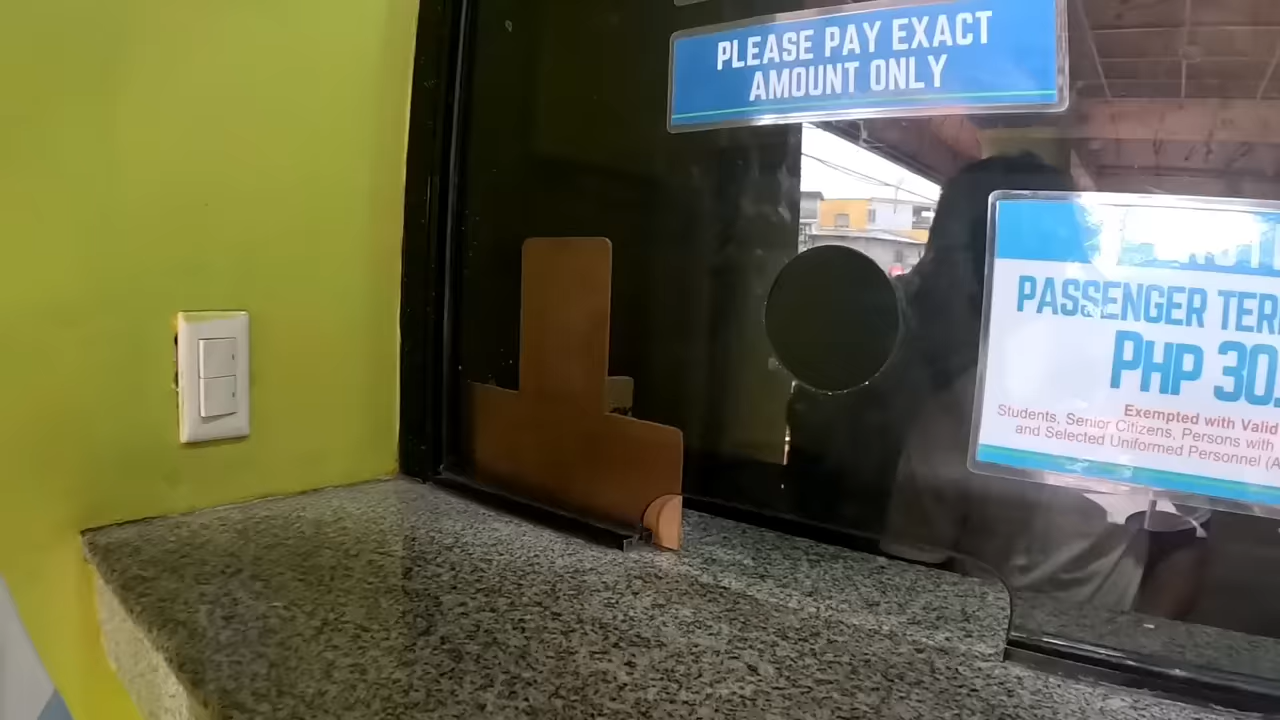 PLEASE PAY EXACT
AMOUNT ONLY
PASSENGER
PHP 30.
Exempted with Valid
Students, Senior Citizens, Persons with
and Selected Uniformed Personnel